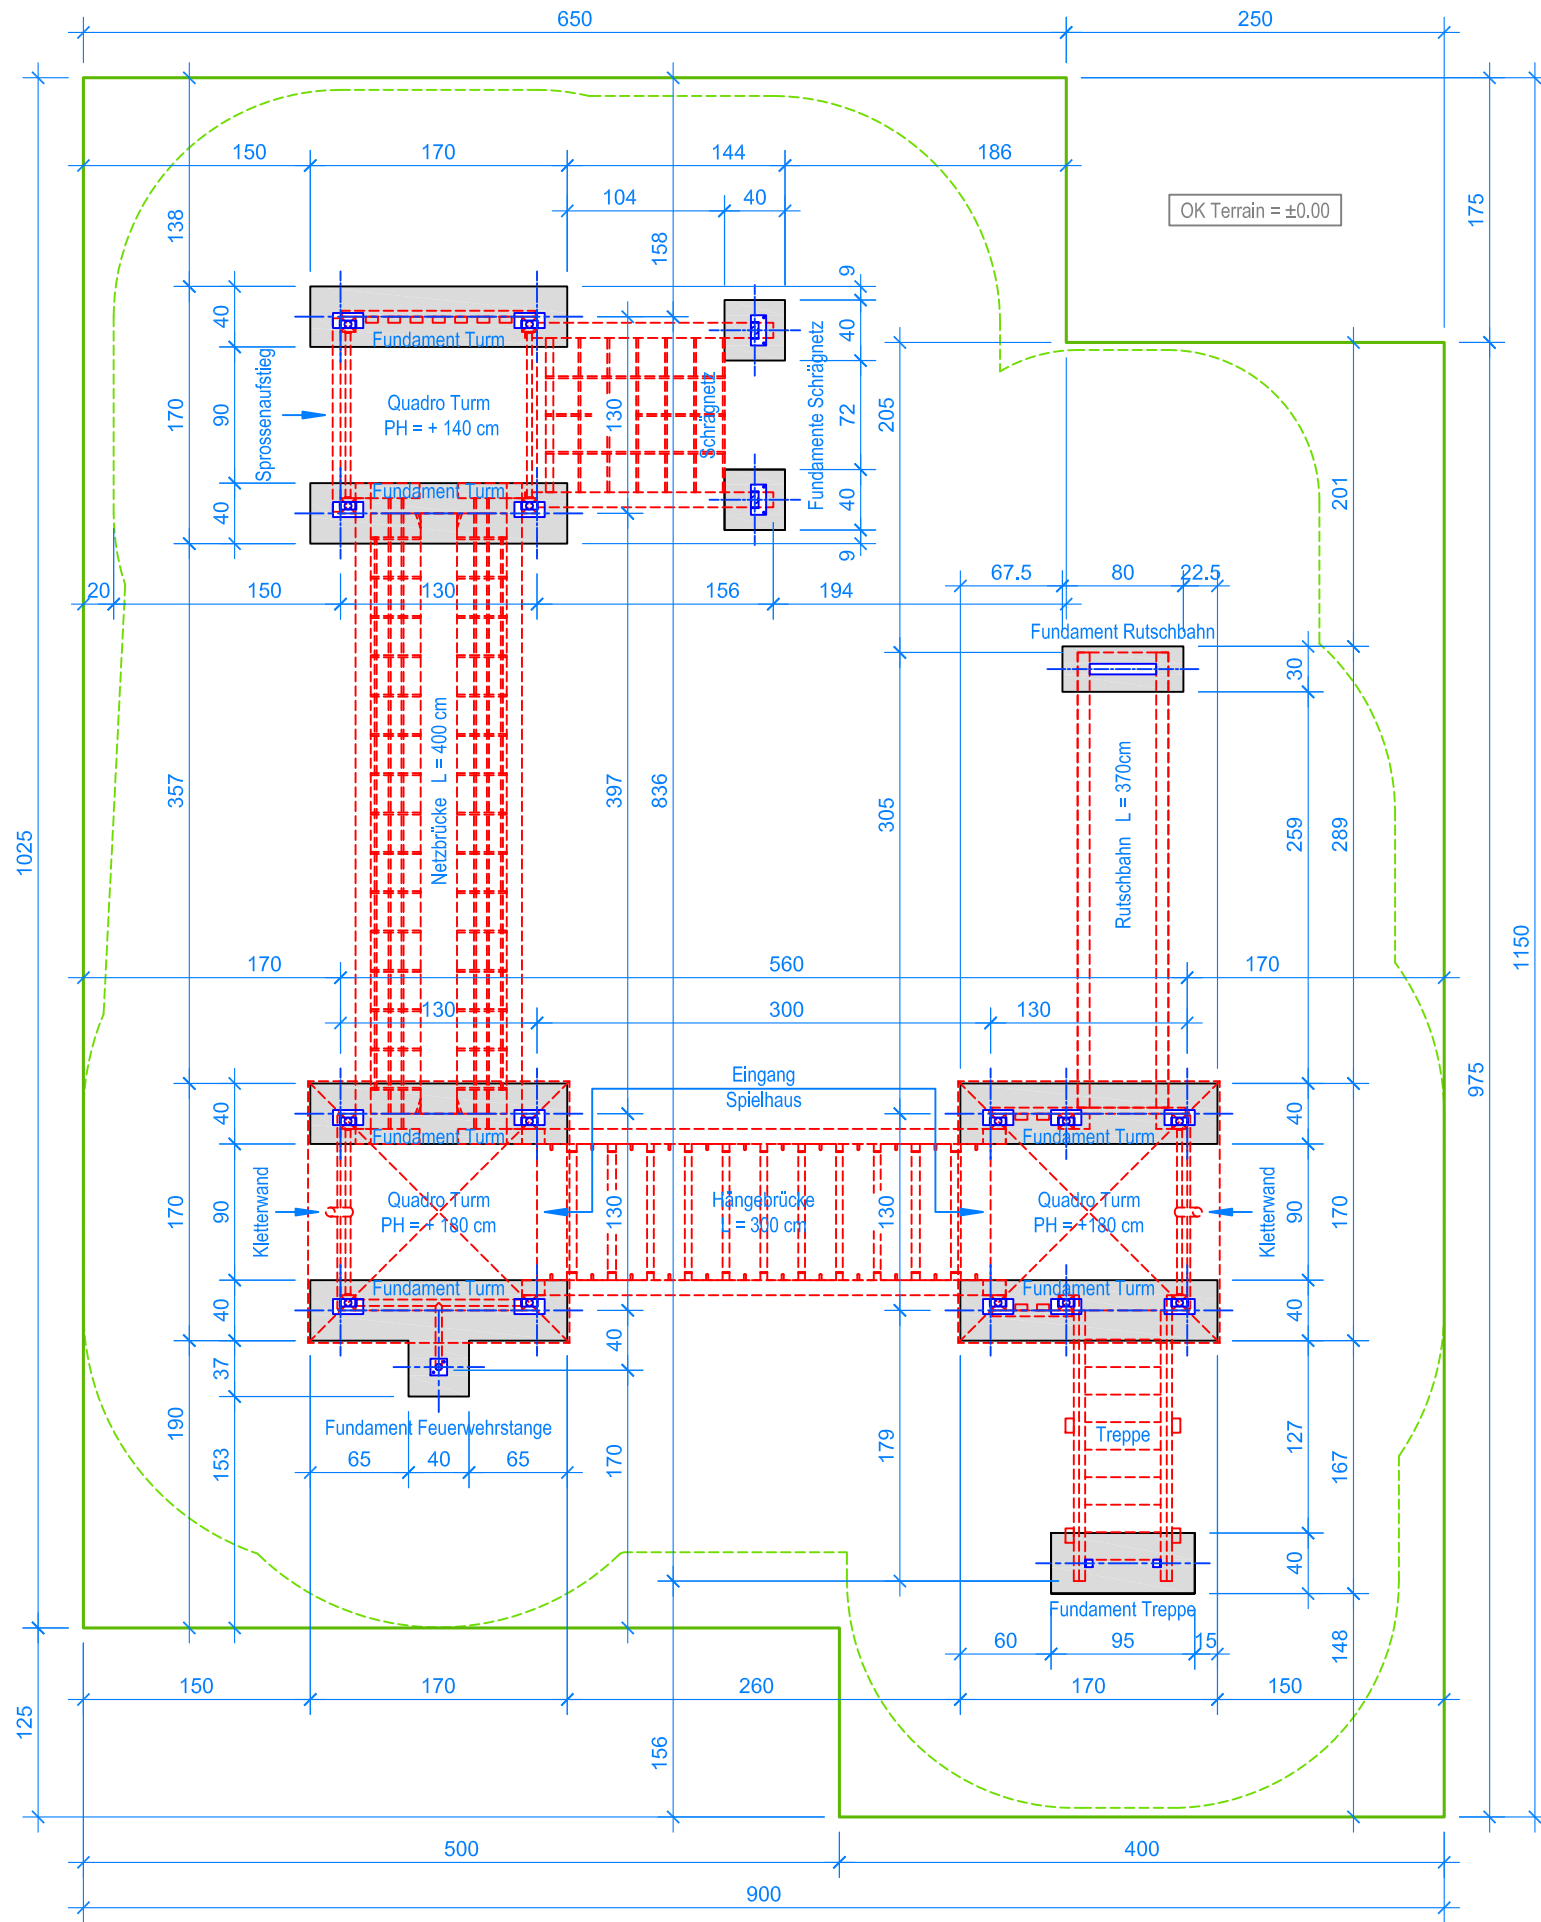 650
250
150
170
144
186
104
40
OK Terrain = ±0.00
175
138
158
9
40
Fundament Turm
40
Sprossenaufstieg
Quadro Turm
PH = + 140 cm
170
90
130
Schrägnetz
72
Fundamente Schrägnetz
205
Fundament Turm
40
40
201
9
20
150
130
156
194
67.5
80
22.5
Fundament Rutschbahn
30
Netzbrücke L = 400 cm
Rutschbahn L = 370cm
357
397
836
305
259
289
1025
1150
975
170
560
170
130
300
130
Eingang
Spielhaus
40
Fundament Turm
Fundament Turm
40
Kletterwand
Quadro Turm
PH = + 180 cm
Hängebrücke
L = 300 cm
Quadro Turm
PH = +180 cm
Kletterwand
170
90
130
130
90
170
Fundament Turm
Fundament Turm
40
40
40
37
190
Fundament Feuerwehrstange
153
65
40
65
170
179
Treppe
127
167
40
Fundament Treppe
60
95
15
148
150
170
260
170
150
125
156
500
400
900